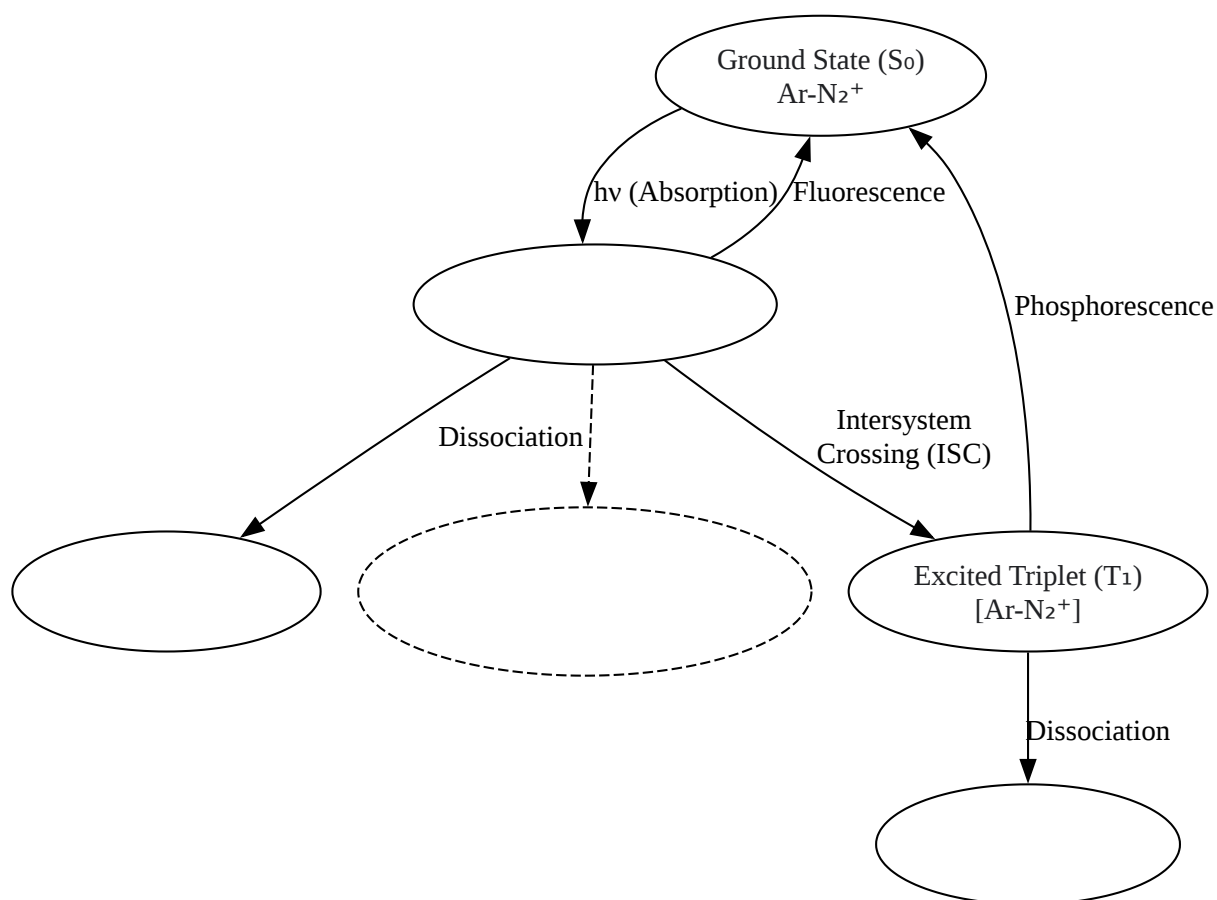 Ground State (S₀)
Ar-N₂⁺
hν (Absorption)
Fluorescence
Phosphorescence
Dissociation
Intersystem
Crossing (ISC)
Excited Triplet (T₁)
[Ar-N₂⁺]
Dissociation